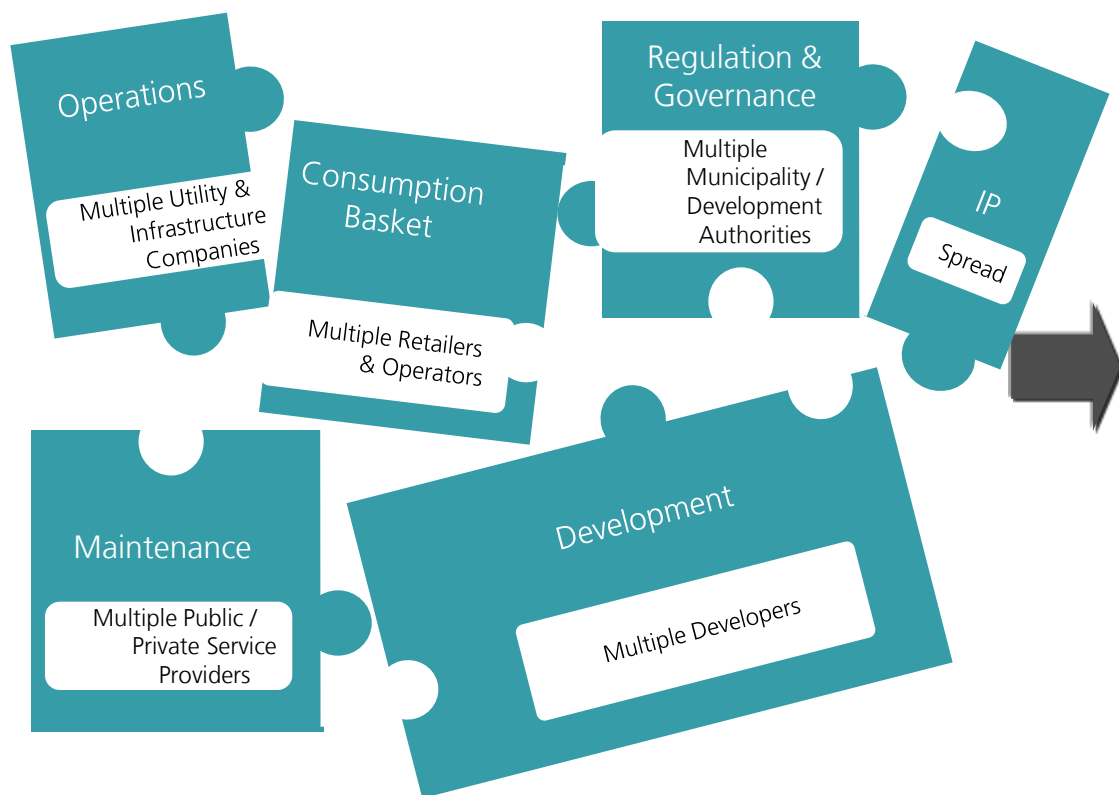 Operations
Multiple Utility &
Infrastructure
Companies
Consumption
Basket
Multiple Retailers
& Operators
Regulation &
Governance
Multiple
Municipality /
Development
Authorities
IP
Spread
Maintenance
Multiple Public /
Private Service
Providers
Development
Multiple Developers